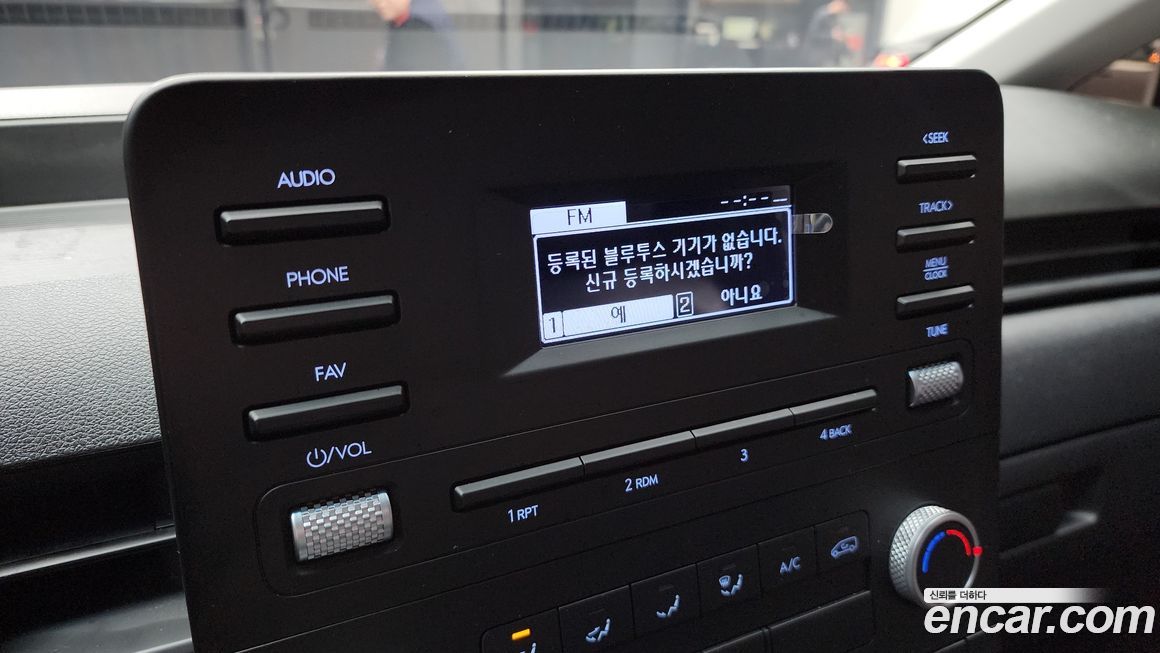 AUDIO
PHONE
FAV
⏻/VOL
FM
--:--
등록된 블루투스 기기가 없습니다.
신규 등록하시겠습니까?
1 예 2 아니요
<SEEK
TRACK>
MENU
CLOCK
TUNE
1 RPT
2 RDM
3
4 BACK
A/C
신뢰를 더하다
encar.com